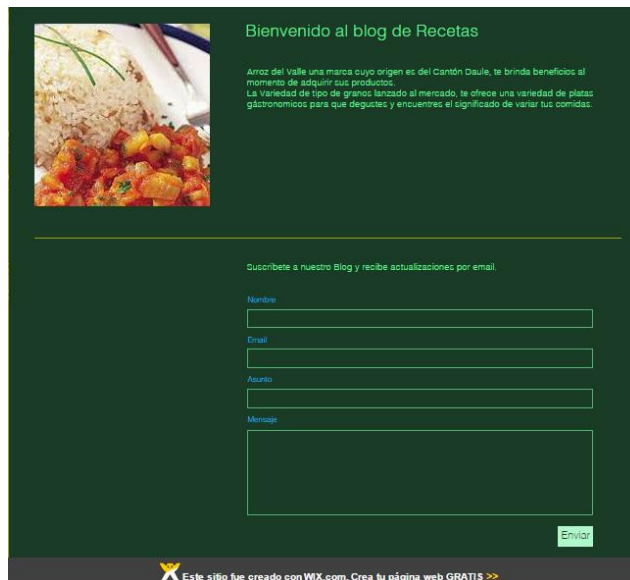 Bienvenido al blog de Recetas
Arroz del Valle una marca cuyo origen es del Cantón Daule, te brinda beneficios al
momento de adquirir sus productos.
La Variedad de tipo de granos lanzado al mercado, te ofrece una variedad de platas
gástronomicos para que degustes y encuentres el significado de variar tus comidas.
Suscríbete a nuestro Blog y recibe actualizaciones por email.
Nombre
Email
Asunto
Mensaje
Enviar
Este sitio fue creado con WIX.com. Crea tu página web GRATIS >>